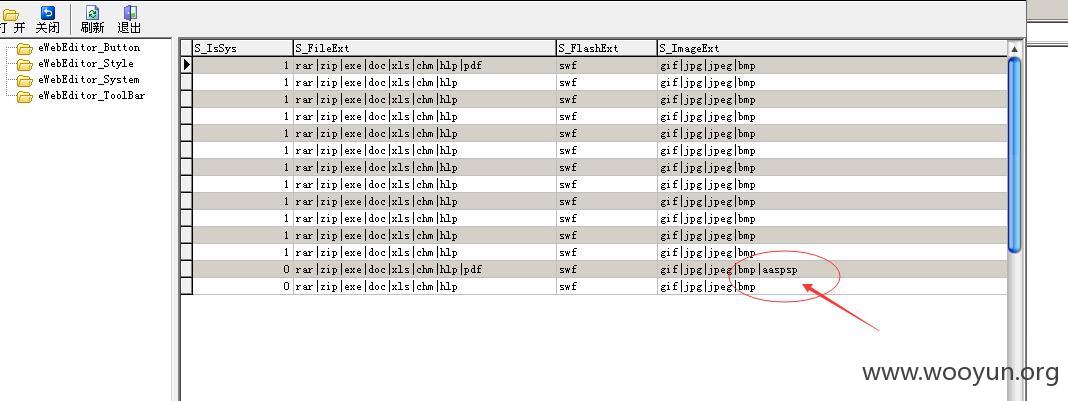 打 开 关闭 刷新 退出
eWebEditor_Button
eWebEditor_Style
eWebEditor_System
eWebEditor_ToolBar
S_IsSys S_FileExt S_FlashExt S_ImageExt
1 rar|zip|exe|doc|xls|chm|hlp|pdf swf gif|jpg|jpeg|bmp
1 rar|zip|exe|doc|xls|chm|hlp swf gif|jpg|jpeg|bmp
1 rar|zip|exe|doc|xls|chm|hlp swf gif|jpg|jpeg|bmp
1 rar|zip|exe|doc|xls|chm|hlp swf gif|jpg|jpeg|bmp
1 rar|zip|exe|doc|xls|chm|hlp swf gif|jpg|jpeg|bmp
1 rar|zip|exe|doc|xls|chm|hlp swf gif|jpg|jpeg|bmp
1 rar|zip|exe|doc|xls|chm|hlp swf gif|jpg|jpeg|bmp
1 rar|zip|exe|doc|xls|chm|hlp swf gif|jpg|jpeg|bmp
1 rar|zip|exe|doc|xls|chm|hlp swf gif|jpg|jpeg|bmp
1 rar|zip|exe|doc|xls|chm|hlp swf gif|jpg|jpeg|bmp
1 rar|zip|exe|doc|xls|chm|hlp swf gif|jpg|jpeg|bmp
1 rar|zip|exe|doc|xls|chm|hlp swf gif|jpg|jpeg|bmp
0 rar|zip|exe|doc|xls|chm|hlp|pdf swf gif|jpg|jpeg|bmp|aaspsp
0 rar|zip|exe|doc|xls|chm|hlp swf gif|jpg|jpeg|bmp
www.wooyun.org